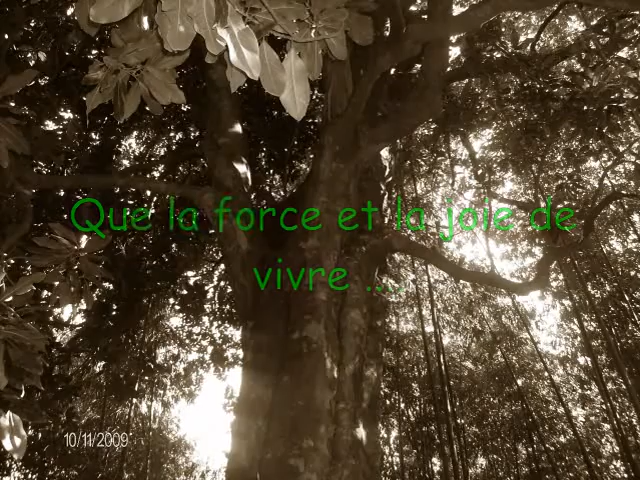 Que la force et la joie de
vivre ....
10/11/2009